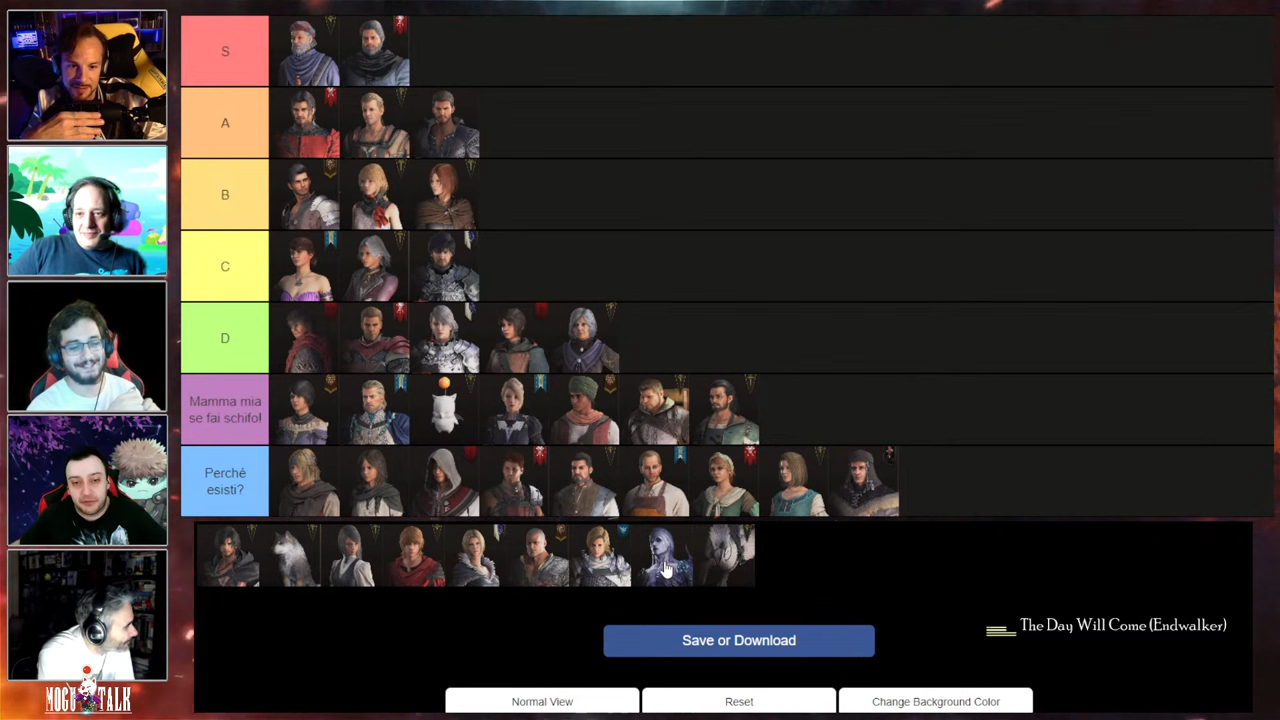 S
A
B
C
D
Mamma mia
se fai schifo!
Perché
esisti?
The Day Will Come (Endwalker)
Save or Download
Normal View
Reset
Change Background Color
MOGU TALK